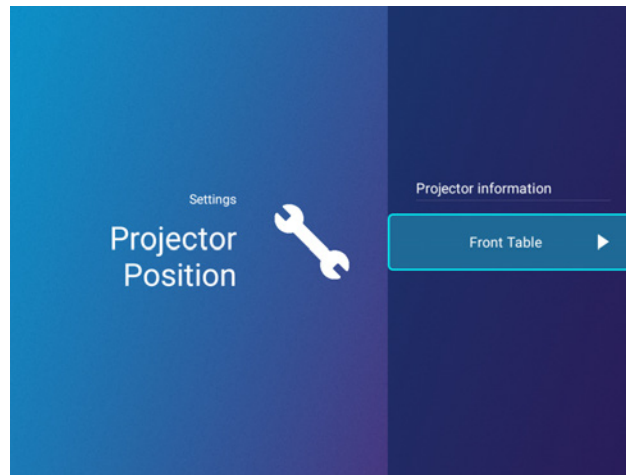 Settings
Projector
Position
Projector information
Front Table